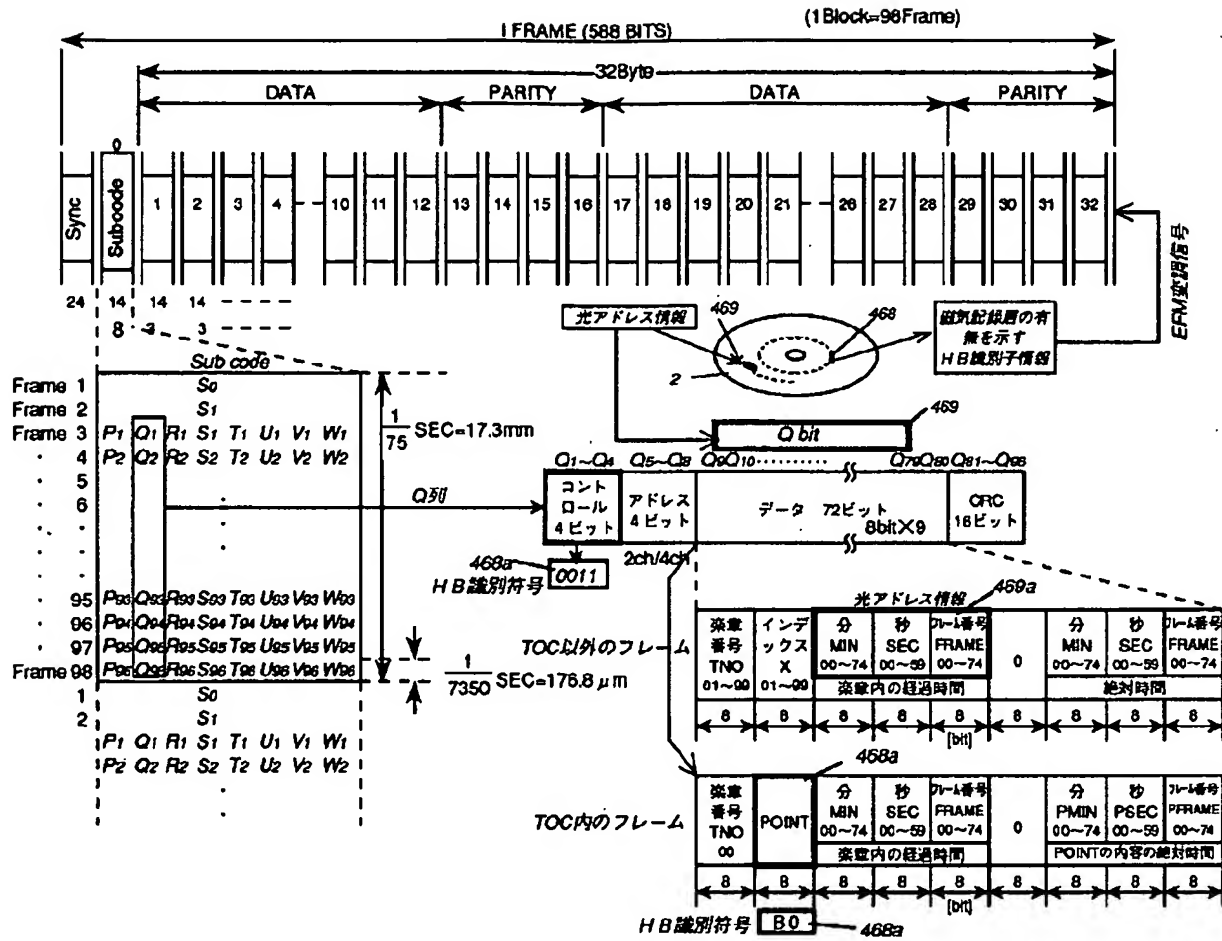 (1Block=98Frame)
1 FRAME (588 BITS)
32Byte
DATA PARITY DATA PARITY
0
Sync Subcode 1 2 3 4 10 11 12 13 14 15 16 17 18 19 20 21 26 27 28 29 30 31 32
24 14 14 14
8 3 3
EFM変調信号
光アドレス情報
469
468
2
磁気記録層の有
無を示す
HB識別子情報
Sub code
Frame 1 S0
Frame 2 S1
Frame 3 P1 Q1 R1 S1 T1 U1 V1 W1
4 P2 Q2 R2 S2 T2 U2 V2 W2
5
6
95 P93 Q93 R93 S93 T93 U93 V93 W93
96 P94 Q94 R94 S94 T94 U94 V94 W94
97 P95 Q95 R95 S95 T95 U95 V95 W95
Frame 98 P96 Q96 R96 S96 T96 U96 V96 W96
1 S0
2 S1
P1 Q1 R1 S1 T1 U1 V1 W1
P2 Q2 R2 S2 T2 U2 V2 W2
1/75 SEC=17.3mm
1/7350 SEC=176.8μm
Q列
469
Q bit
Q1~Q4 Q5~Q8 Q9Q10 Q79Q80 Q81~Q96
コント
ロール
4ビット
アドレス
4ビット
データ 72ビット
8bit×9
CRC
16ビット
2ch/4ch
468a
HB識別符号
0011
光アドレス情報
469a
TOC以外のフレーム
楽章
番号
TNO
01~99
インデ
ックス
X
01~99
分
MIN
00~74
秒
SEC
00~59
フレーム番号
FRAME
00~74
楽章内の経過時間
0
分
MIN
00~74
秒
SEC
00~59
フレーム番号
FRAME
00~74
絶対時間
8 8 8 8 8 8 8 8 8
[bit]
468a
TOC内のフレーム
楽章
番号
TNO
00
POINT
分
MIN
00~74
秒
SEC
00~59
フレーム番号
FRAME
00~74
楽章内の経過時間
0
分
PMIN
00~74
秒
PSEC
00~59
フレーム番号
PFRAME
00~74
POINTの内容の絶対時間
8 8 8 8 8 8 8 8 8
[bit]
HB識別符号
B0
468a